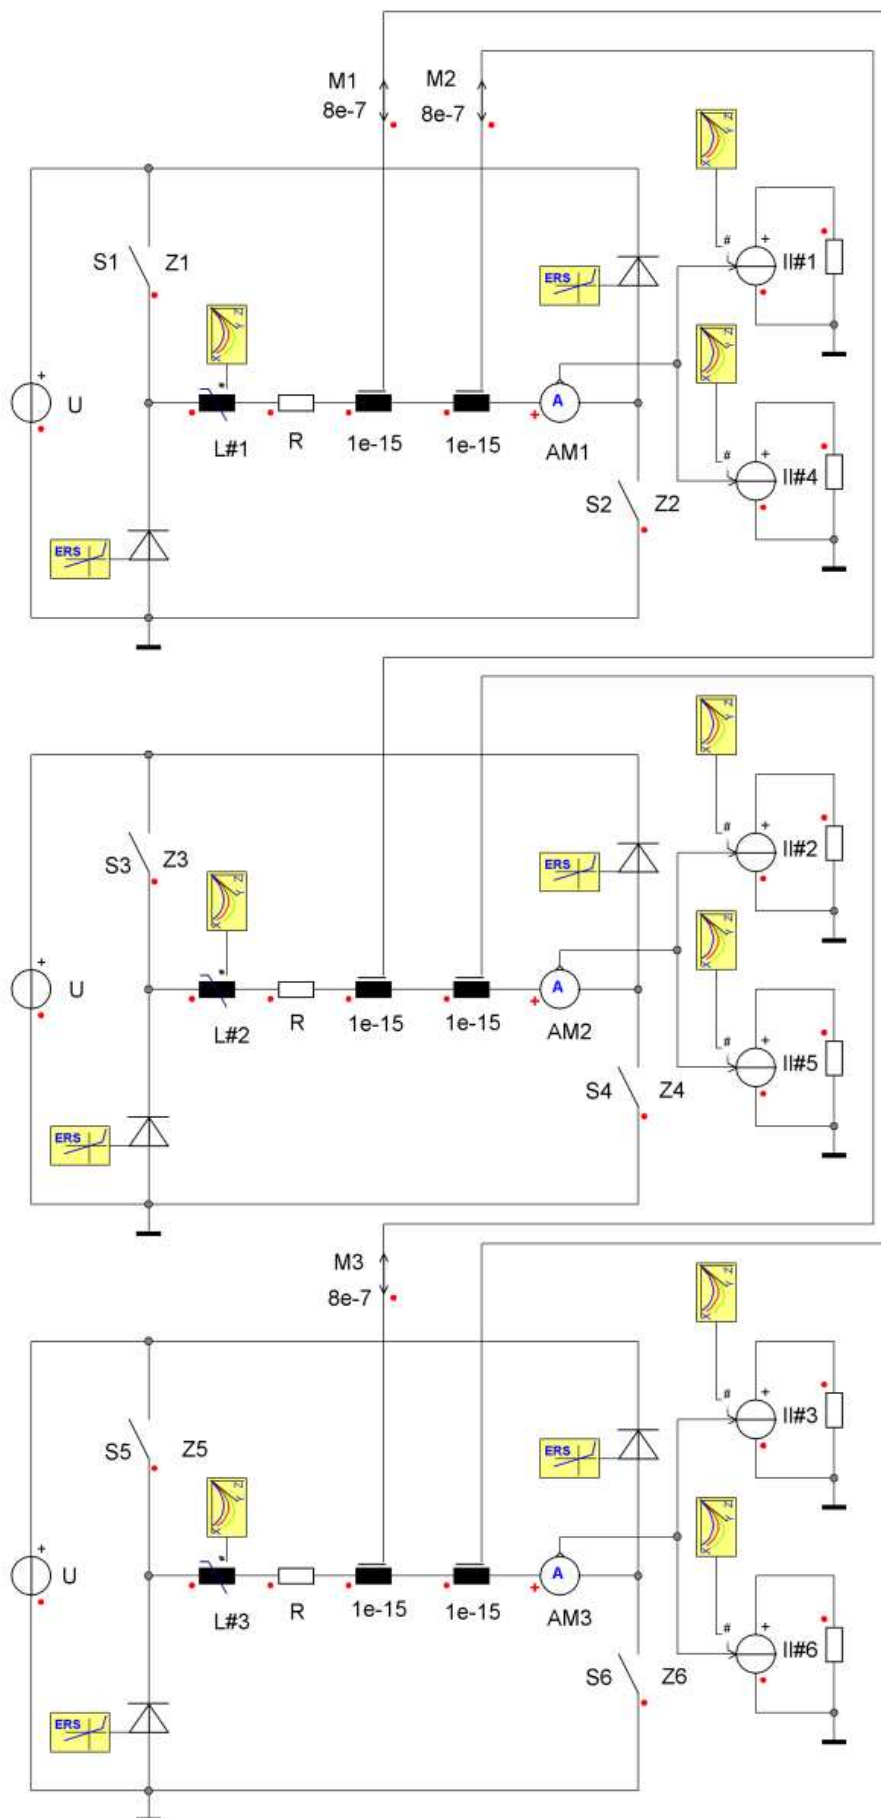 M1
8e-7
M2
8e-7
Z
Y
X
#
+
II#1
S1
Z1
ERS
Z
Y
X
Z
Y
X
+
U
#
L#1
R
1e-15
1e-15
A
+
AM1
#
+
II#4
S2
Z2
ERS
Z
Y
X
#
+
II#2
S3
Z3
ERS
Z
Y
X
Z
Y
X
+
U
#
L#2
R
1e-15
1e-15
A
+
AM2
#
+
II#5
S4
Z4
ERS
M3
8e-7
Z
Y
X
#
+
II#3
S5
Z5
ERS
Z
Y
X
Z
Y
X
+
U
#
L#3
R
1e-15
1e-15
A
+
AM3
#
+
II#6
S6
Z6
ERS